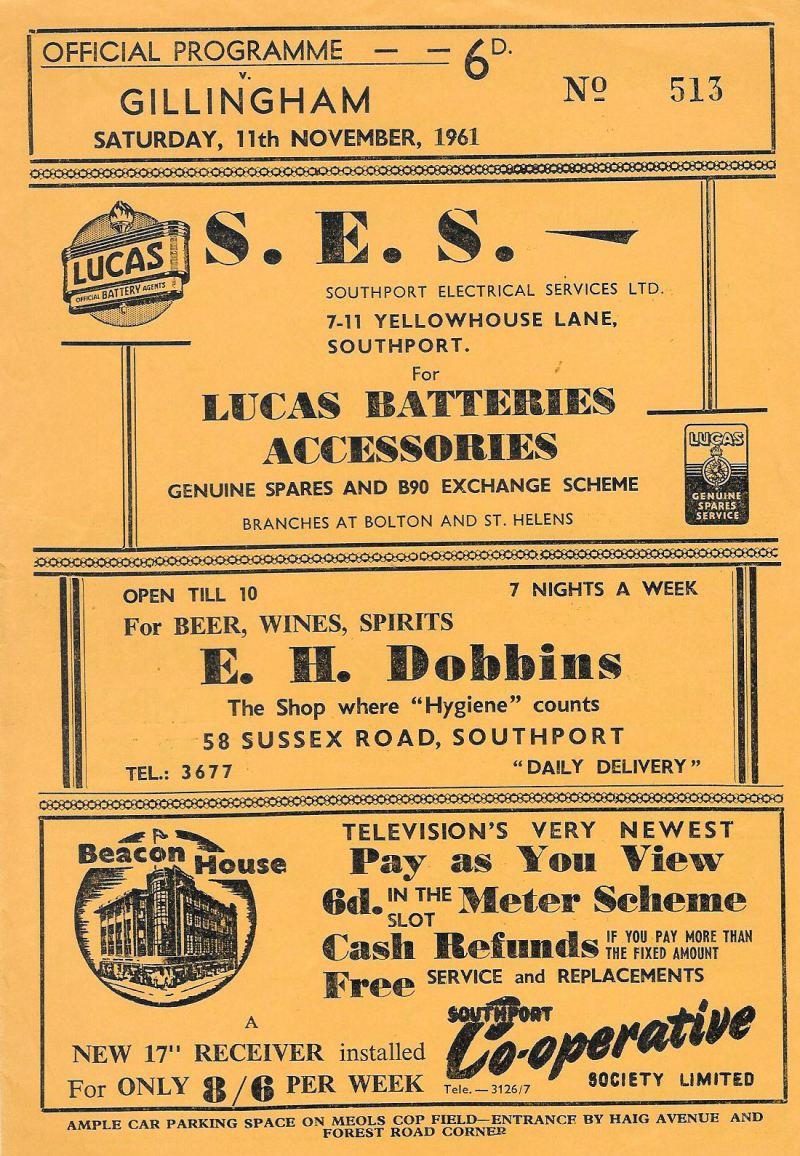 OFFICIAL PROGRAMME — — 6D.
v.
GILLINGHAM
SATURDAY, 11th NOVEMBER, 1961
No 513
LUCAS
OFFICIAL BATTERY AGENTS
S. E. S.
SOUTHPORT ELECTRICAL SERVICES LTD.
7-11 YELLOWHOUSE LANE,
SOUTHPORT.
For
LUCAS BATTERIES
ACCESSORIES
GENUINE SPARES AND B90 EXCHANGE SCHEME
BRANCHES AT BOLTON AND ST. HELENS
LUCAS
GENUINE
SPARES
SERVICE
OPEN TILL 10 7 NIGHTS A WEEK
For BEER, WINES, SPIRITS
E. H. Dobbins
The Shop where "Hygiene" counts
58 SUSSEX ROAD, SOUTHPORT
TEL.: 3677 "DAILY DELIVERY"
Beacon House
TELEVISION'S VERY NEWEST
Pay as You View
6d. IN THE SLOT Meter Scheme
Cash Refunds IF YOU PAY MORE THAN THE FIXED AMOUNT
Free SERVICE and REPLACEMENTS
A
NEW 17" RECEIVER installed
For ONLY 8/6 PER WEEK
SOUTHPORT
Co-operative
SOCIETY LIMITED
Tele.—3126/7
AMPLE CAR PARKING SPACE ON MEOLS COP FIELD—ENTRANCE BY HAIG AVENUE AND
FOREST ROAD CORNER